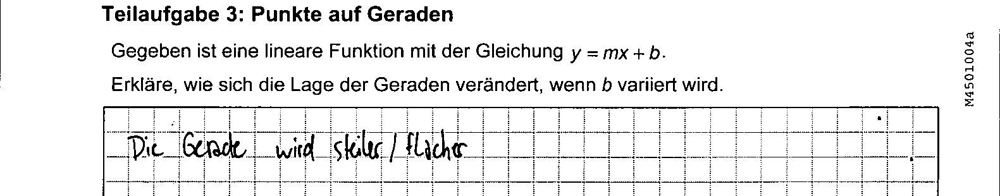 Teilaufgabe 3: Punkte auf Geraden
Gegeben ist eine lineare Funktion mit der Gleichung y = mx + b.
Erkläre, wie sich die Lage der Geraden verändert, wenn b variiert wird.
M4501004a
Die Gerade wird steiler / flacher